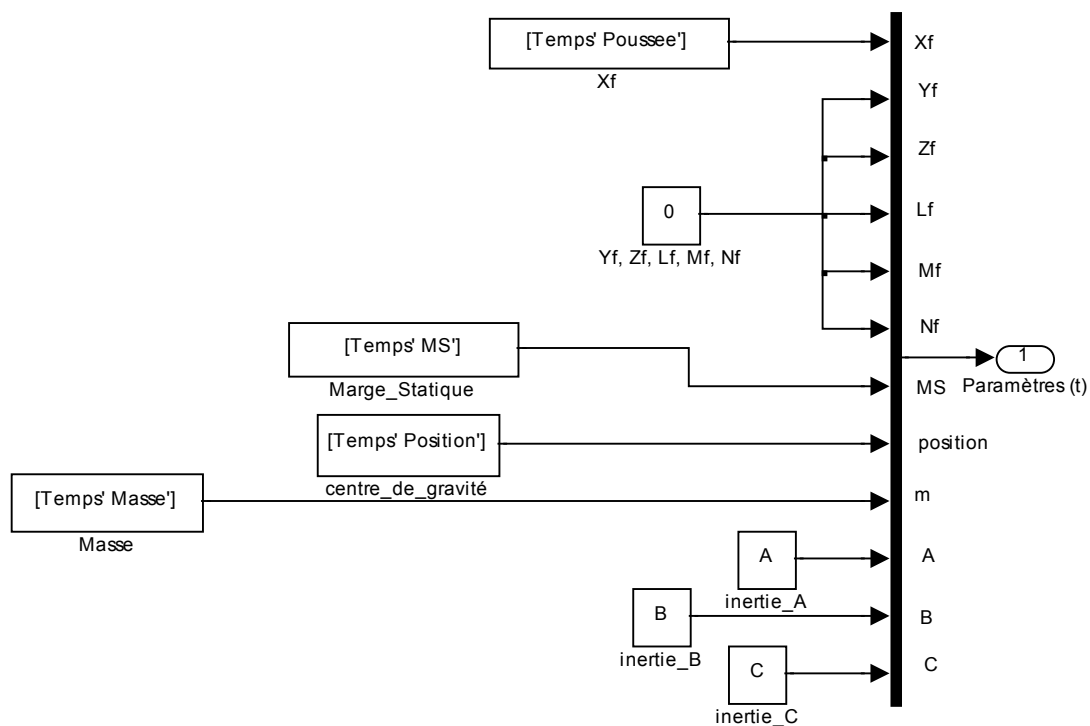 [Temps' Poussee']
Xf
Xf
Yf
Zf
0
Lf
Yf, Zf, Lf, Mf, Nf
Mf
Nf
[Temps' MS']
1
Marge_Statique
MS
Paramètres (t)
[Temps' Position']
position
centre_de_gravité
[Temps' Masse']
m
Masse
A
A
inertie_A
B
B
inertie_B
C
C
inertie_C